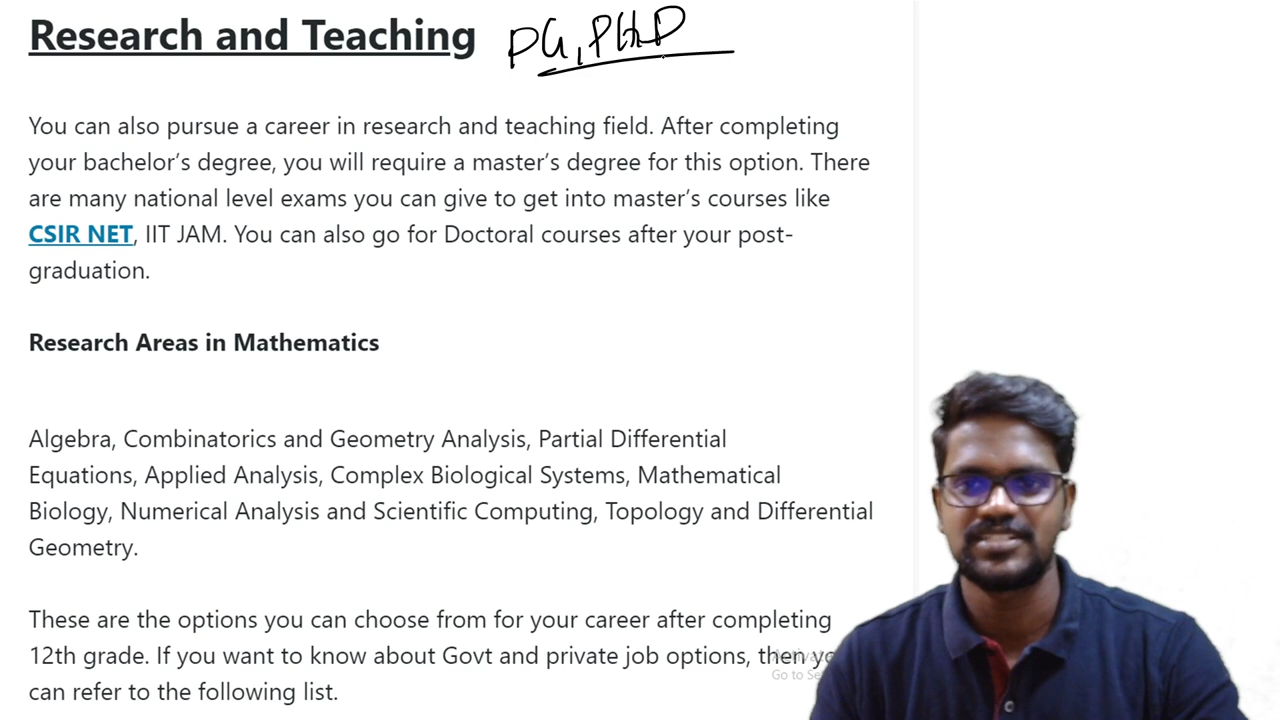 Research and Teaching PG, PHD
You can also pursue a career in research and teaching field. After completing
your bachelor’s degree, you will require a master’s degree for this option. There
are many national level exams you can give to get into master’s courses like
CSIR NET, IIT JAM. You can also go for Doctoral courses after your post-
graduation.
Research Areas in Mathematics
Algebra, Combinatorics and Geometry Analysis, Partial Differential
Equations, Applied Analysis, Complex Biological Systems, Mathematical
Biology, Numerical Analysis and Scientific Computing, Topology and Differential
Geometry.
These are the options you can choose from for your career after completing
12th grade. If you want to know about Govt and private job options, then
can refer to the following list.
Go to